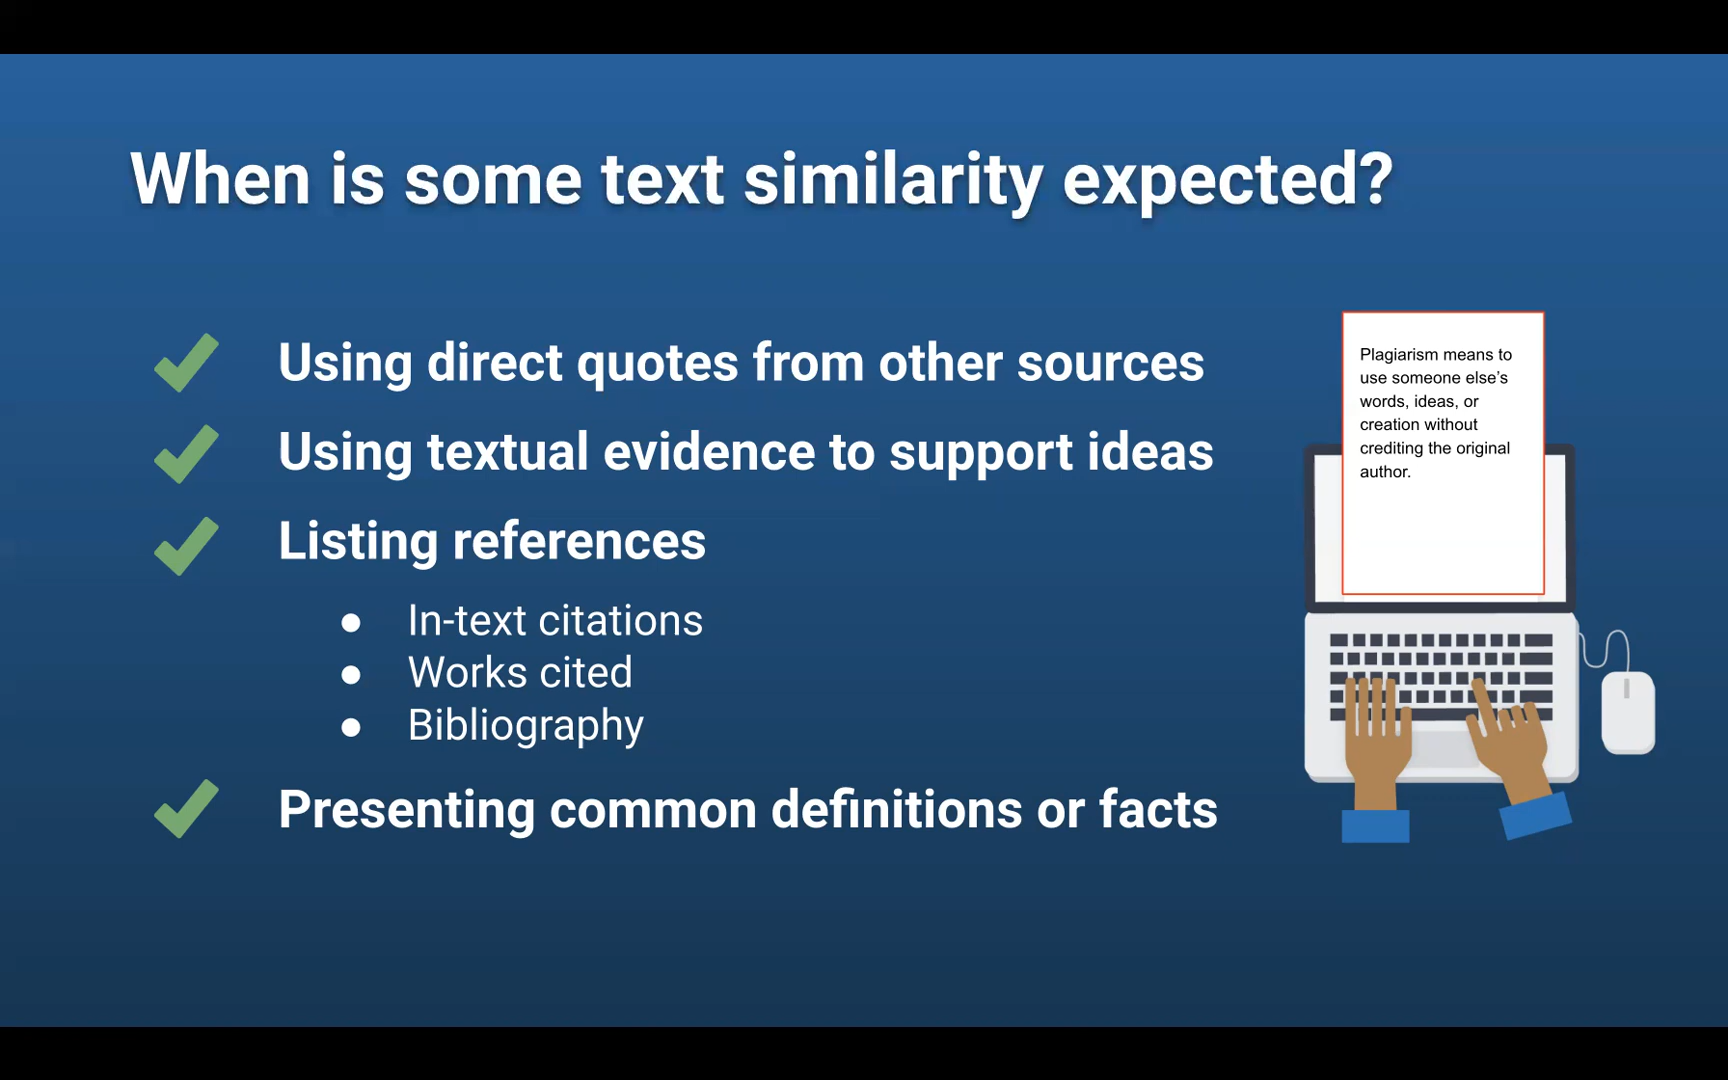 When is some text similarity expected?
Using direct quotes from other sources
Using textual evidence to support ideas
Listing references
● In-text citations
● Works cited
● Bibliography
Presenting common definitions or facts
Plagiarism means to
use someone else’s
words, ideas, or
creation without
crediting the original
author.